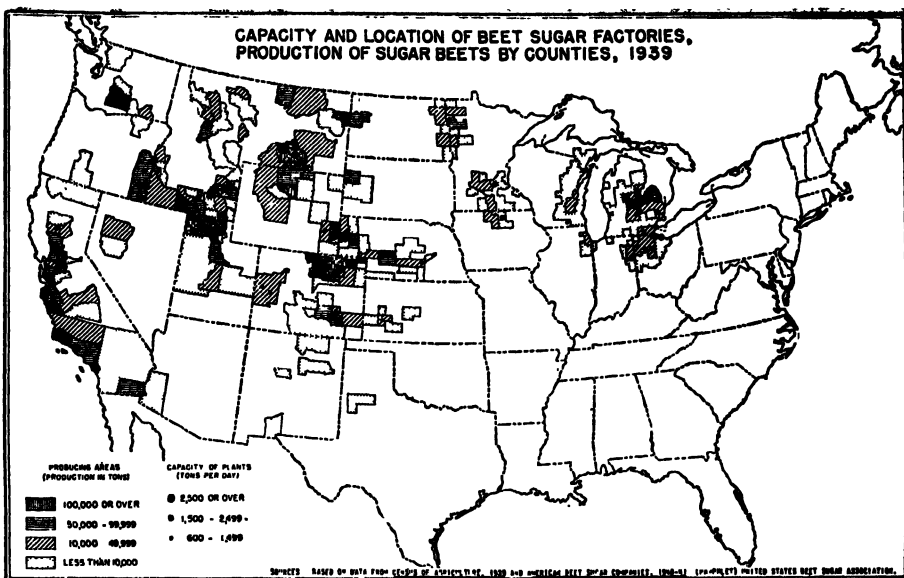 CAPACITY AND LOCATION OF BEET SUGAR FACTORIES,
PRODUCTION OF SUGAR BEETS BY COUNTIES, 1939
PRODUCING AREAS
(PRODUCTION IN TONS)
100,000 OR OVER
50,000 - 99,999
10,000 49,999
LESS THAN 10,000
CAPACITY OF PLANTS
(TONS PER DAY)
2,500 OR OVER
1,500 - 2,499 -
600 - 1,499
SOURCES BASED ON DATA FROM CENSUS OF AGRICULTURE, 1939 AND AMERICAN BEET SUGAR COMPANIES, 1940-41 (PAMPHLET) UNITED STATES BEET SUGAR ASSOCIATION.